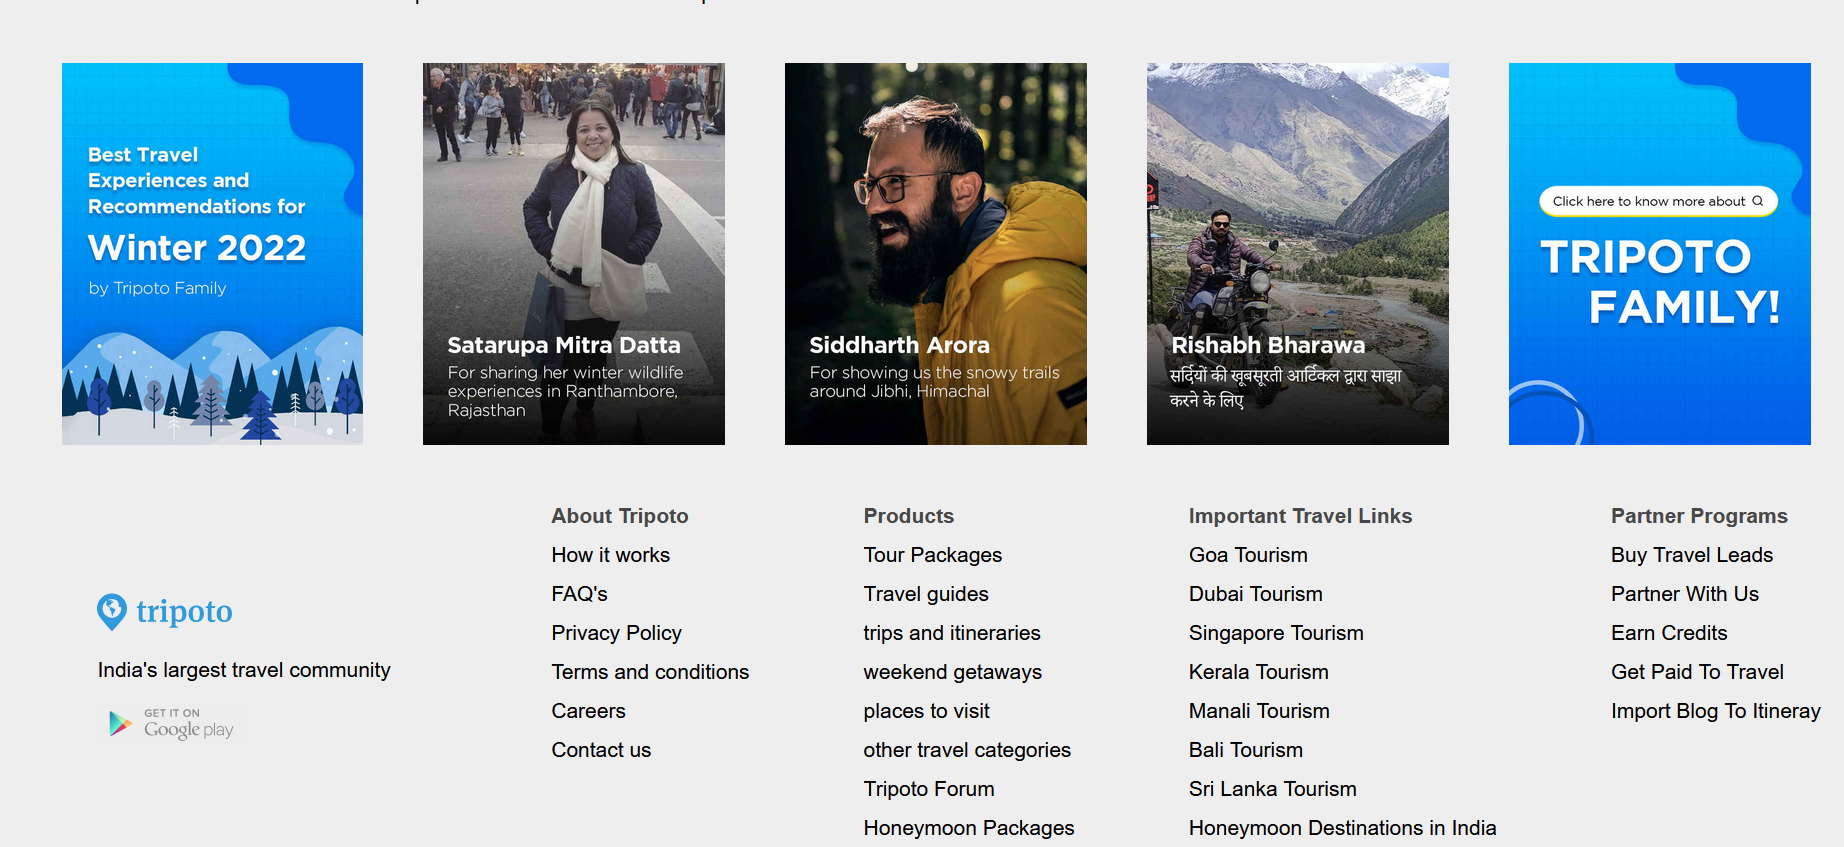 Best Travel
Experiences and
Recommendations for
Winter 2022
by Tripoto Family
Satarupa Mitra Datta
For sharing her winter wildlife
experiences in Ranthambore,
Rajasthan
Siddharth Arora
For showing us the snowy trails
around Jibhi, Himachal
Rishabh Bharawa
सर्दियों की खूबसूरती आर्टिकल द्वारा साझा
करने के लिए
Click here to know more about
TRIPOTO
FAMILY!
tripoto
India's largest travel community
GET IT ON
Google play
About Tripoto
How it works
FAQ's
Privacy Policy
Terms and conditions
Careers
Contact us
Products
Tour Packages
Travel guides
trips and itineraries
weekend getaways
places to visit
other travel categories
Tripoto Forum
Honeymoon Packages
Important Travel Links
Goa Tourism
Dubai Tourism
Singapore Tourism
Kerala Tourism
Manali Tourism
Bali Tourism
Sri Lanka Tourism
Honeymoon Destinations in India
Partner Programs
Buy Travel Leads
Partner With Us
Earn Credits
Get Paid To Travel
Import Blog To Itineray